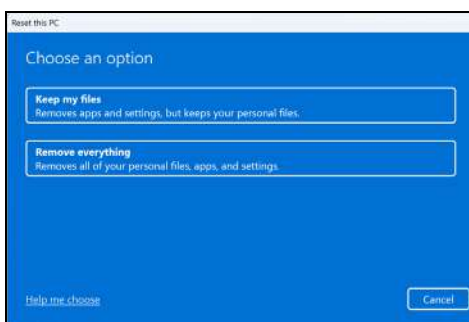 Reset this PC
Choose an option
Keep my files
Removes apps and settings, but keeps your personal files.
Remove everything
Removes all of your personal files, apps, and settings.
Help me choose
Cancel